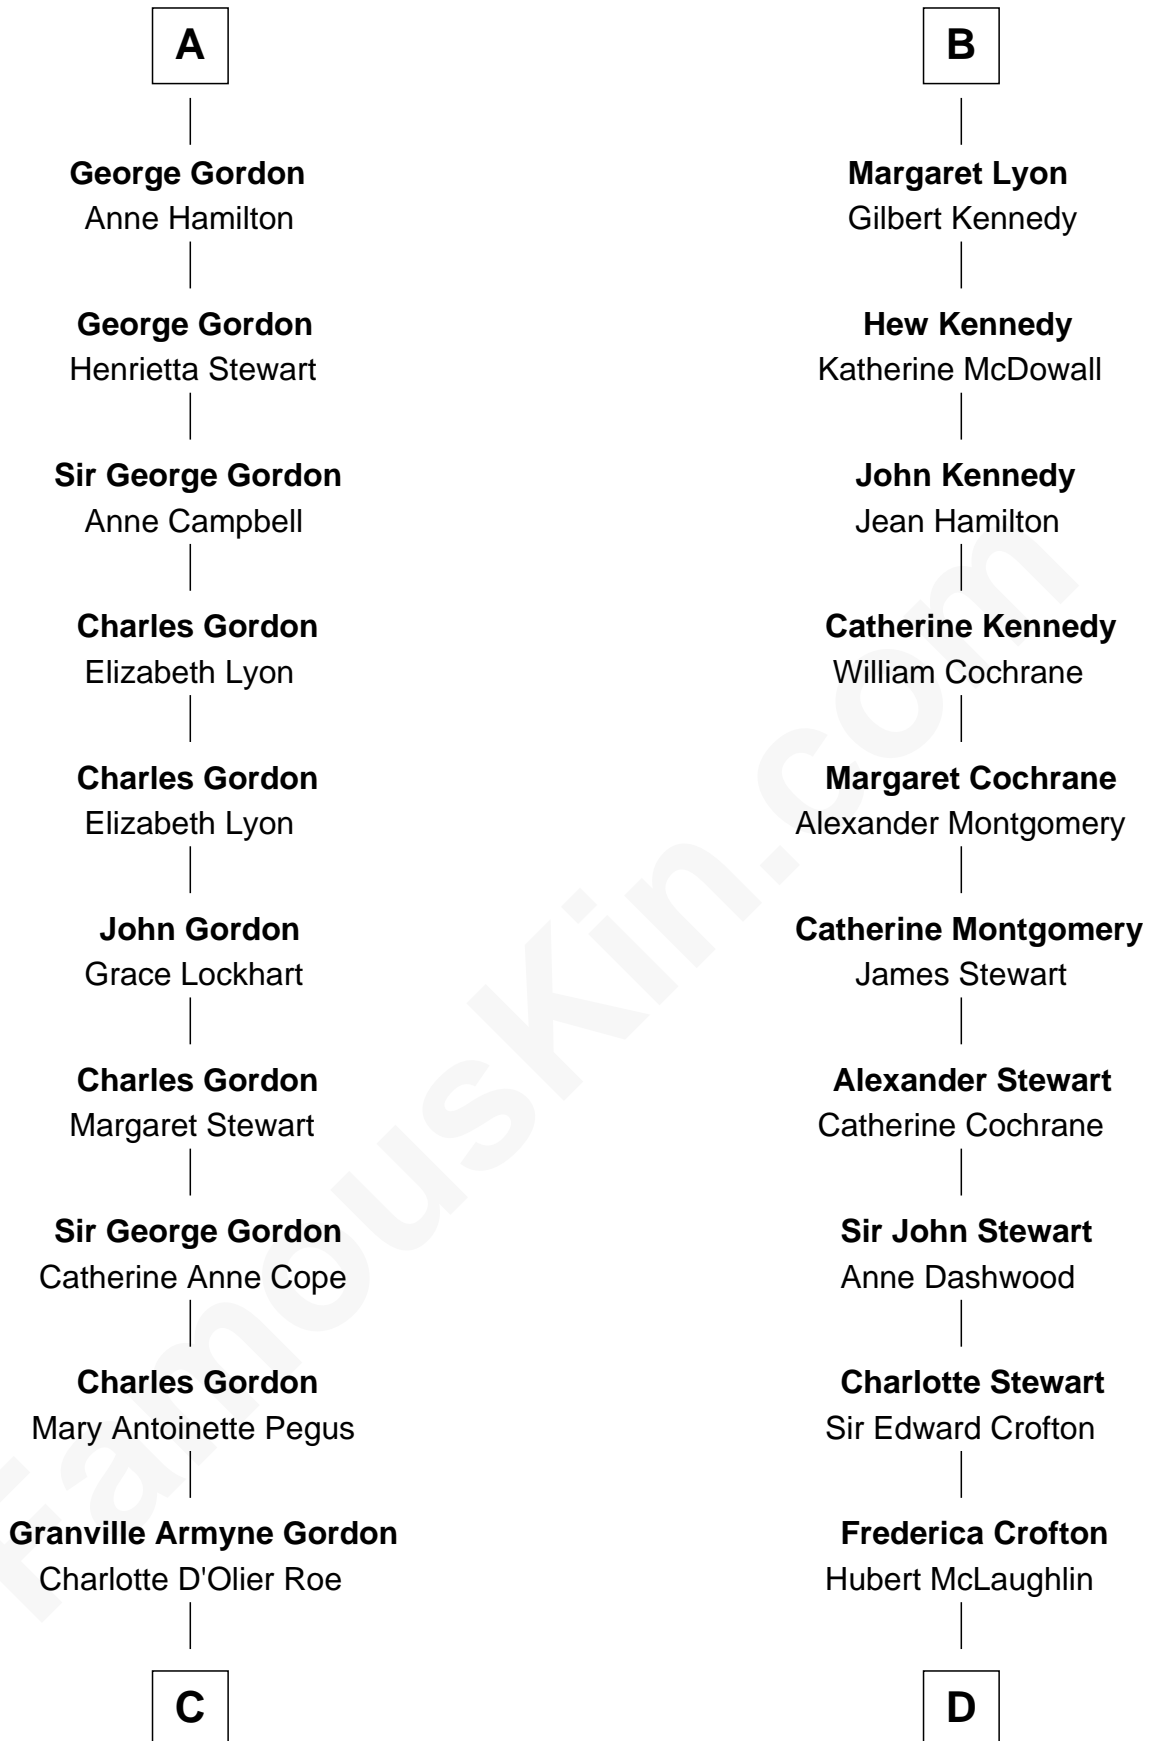 A
George Gordon
Anne Hamilton
George Gordon
Henrietta Stewart
Sir George Gordon
Anne Campbell
Charles Gordon
Elizabeth Lyon
Charles Gordon
Elizabeth Lyon
John Gordon
Grace Lockhart
Charles Gordon
Margaret Stewart
Sir George Gordon
Catherine Anne Cope
Charles Gordon
Mary Antoinette Pegus
Granville Armyne Gordon
Charlotte D'Olier Roe
C
B
Margaret Lyon
Gilbert Kennedy
Hew Kennedy
Katherine McDowall
John Kennedy
Jean Hamilton
Catherine Kennedy
William Cochrane
Margaret Cochrane
Alexander Montgomery
Catherine Montgomery
James Stewart
Alexander Stewart
Catherine Cochrane
Sir John Stewart
Anne Dashwood
Charlotte Stewart
Sir Edward Crofton
Frederica Crofton
Hubert McLaughlin
D
FamousKin.com